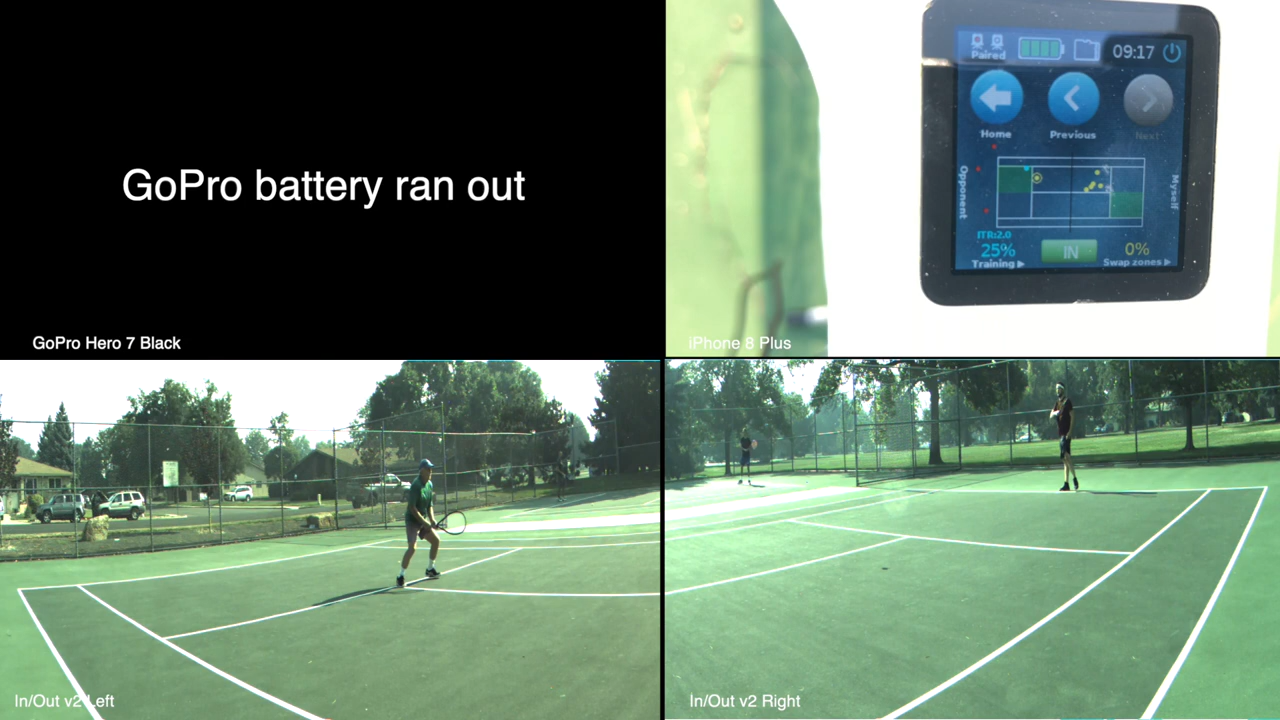 GoPro battery ran out
GoPro Hero 7 Black
Paired
09:17
Home
Previous
Next
Opponent
Myself
ITR:2.0
25%
IN
0%
Training
Swap zones
iPhone 8 Plus
In/Out v2 Left
In/Out v2 Right